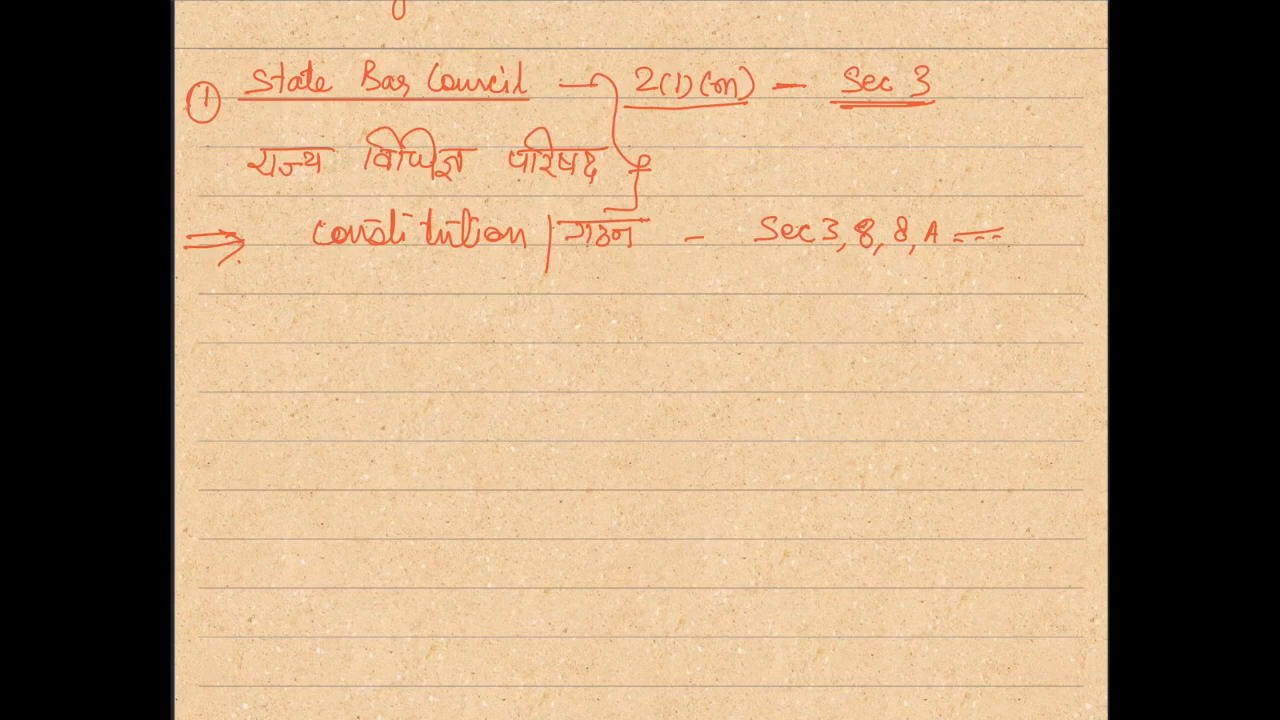 ① State Bar Council — 2(1)(m) — Sec 3
राज्य विधिज्ञ परिषद
⇒ constitution | गठन - Sec 3, 8, 8, A ---